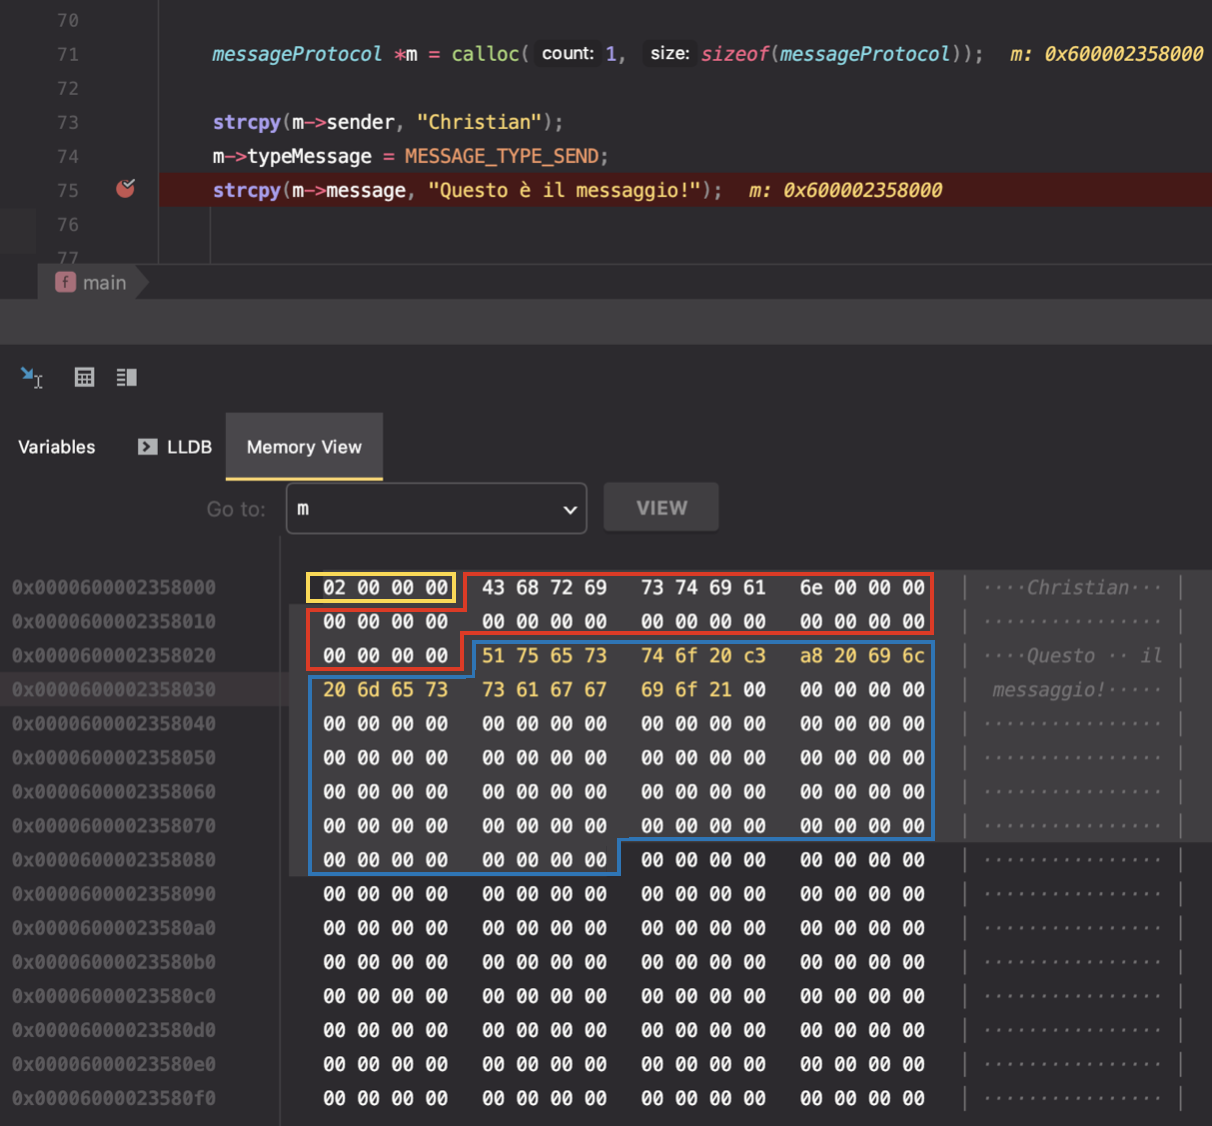 70
71 messageProtocol *m = calloc( count: 1, size: sizeof(messageProtocol)); m: 0x600002358000
72
73 strcpy(m->sender, "Christian");
74 m->typeMessage = MESSAGE_TYPE_SEND;
75 strcpy(m->message, "Questo è il messaggio!"); m: 0x600002358000
76
77
f main
Variables LLDB Memory View
Go to: m VIEW
0x0000600002358000 02 00 00 00 43 68 72 69 73 74 69 61 6e 00 00 00 | ····Christian··· |
0x0000600002358010 00 00 00 00 00 00 00 00 00 00 00 00 00 00 00 00 | ················ |
0x0000600002358020 00 00 00 00 51 75 65 73 74 6f 20 c3 a8 20 69 6c | ····Questo ·· il |
0x0000600002358030 20 6d 65 73 73 61 67 67 69 6f 21 00 00 00 00 00 | messaggio!····· |
0x0000600002358040 00 00 00 00 00 00 00 00 00 00 00 00 00 00 00 00 | ················ |
0x0000600002358050 00 00 00 00 00 00 00 00 00 00 00 00 00 00 00 00 | ················ |
0x0000600002358060 00 00 00 00 00 00 00 00 00 00 00 00 00 00 00 00 | ················ |
0x0000600002358070 00 00 00 00 00 00 00 00 00 00 00 00 00 00 00 00 | ················ |
0x0000600002358080 00 00 00 00 00 00 00 00 00 00 00 00 00 00 00 00 | ················ |
0x0000600002358090 00 00 00 00 00 00 00 00 00 00 00 00 00 00 00 00 | ················ |
0x00006000023580a0 00 00 00 00 00 00 00 00 00 00 00 00 00 00 00 00 | ················ |
0x00006000023580b0 00 00 00 00 00 00 00 00 00 00 00 00 00 00 00 00 | ················ |
0x00006000023580c0 00 00 00 00 00 00 00 00 00 00 00 00 00 00 00 00 | ················ |
0x00006000023580d0 00 00 00 00 00 00 00 00 00 00 00 00 00 00 00 00 | ················ |
0x00006000023580e0 00 00 00 00 00 00 00 00 00 00 00 00 00 00 00 00 | ················ |
0x00006000023580f0 00 00 00 00 00 00 00 00 00 00 00 00 00 00 00 00 | ················ |